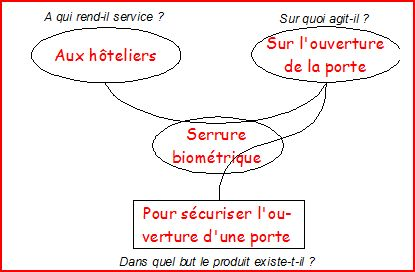 A qui rend-il service ?
Sur quoi agit-il ?
Aux hôteliers
Sur l'ouverture
de la porte
Serrure
biométrique
Pour sécuriser l'ou-
verture d'une porte
Dans quel but le produit existe-t-il ?